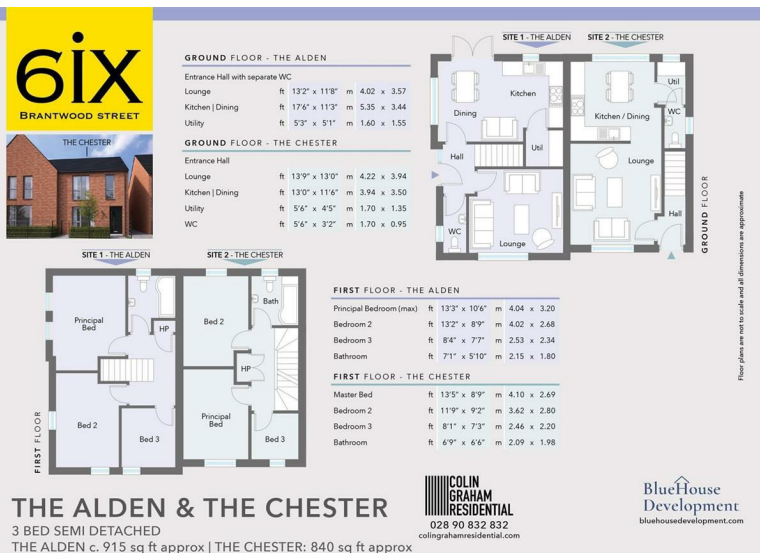 6iX
BRANTWOOD STREET
THE CHESTER
GROUND FLOOR - THE ALDEN
Entrance Hall with separate WC
Lounge ft 13'2" x 11'8" m 4.02 x 3.57
Kitchen | Dining ft 17'6" x 11'3" m 5.35 x 3.44
Utility ft 5'3" x 5'1" m 1.60 x 1.55
GROUND FLOOR - THE CHESTER
Entrance Hall
Lounge ft 13'9" x 13'0" m 4.22 x 3.94
Kitchen | Dining ft 13'0" x 11'6" m 3.94 x 3.50
Utility ft 5'6" x 4'5" m 1.70 x 1.35
WC ft 5'6" x 3'2" m 1.70 x 0.95
SITE 1 - THE ALDEN
SITE 2 - THE CHESTER
Kitchen
Dining
Hall
Util
WC
Lounge
Kitchen / Dining
Util
WC
Lounge
Hall
GROUND FLOOR
Floor plans are not to scale and all dimensions are approximate
SITE 1 - THE ALDEN
SITE 2 - THE CHESTER
Principal
Bed
HP
Bed 2
Bed 3
Bed 2
Bath
HP
Principal
Bed
Bed 3
FIRST FLOOR
FIRST FLOOR - THE ALDEN
Principal Bedroom (max) ft 13'3" x 10'6" m 4.04 x 3.20
Bedroom 2 ft 13'2" x 8'9" m 4.02 x 2.68
Bedroom 3 ft 8'4" x 7'7" m 2.53 x 2.34
Bathroom ft 7'1" x 5'10" m 2.15 x 1.80
FIRST FLOOR - THE CHESTER
Master Bed ft 13'5" x 8'9" m 4.10 x 2.69
Bedroom 2 ft 11'9" x 9'2" m 3.62 x 2.80
Bedroom 3 ft 8'1" x 7'3" m 2.46 x 2.20
Bathroom ft 6'9" x 6'6" m 2.09 x 1.98
THE ALDEN & THE CHESTER
3 BED SEMI DETACHED
THE ALDEN c. 915 sq ft approx | THE CHESTER: 840 sq ft approx
COLIN
GRAHAM
RESIDENTIAL
028 90 832 832
colingrahamresidential.com
BlueHouse
Development
bluehousedevelopment.com